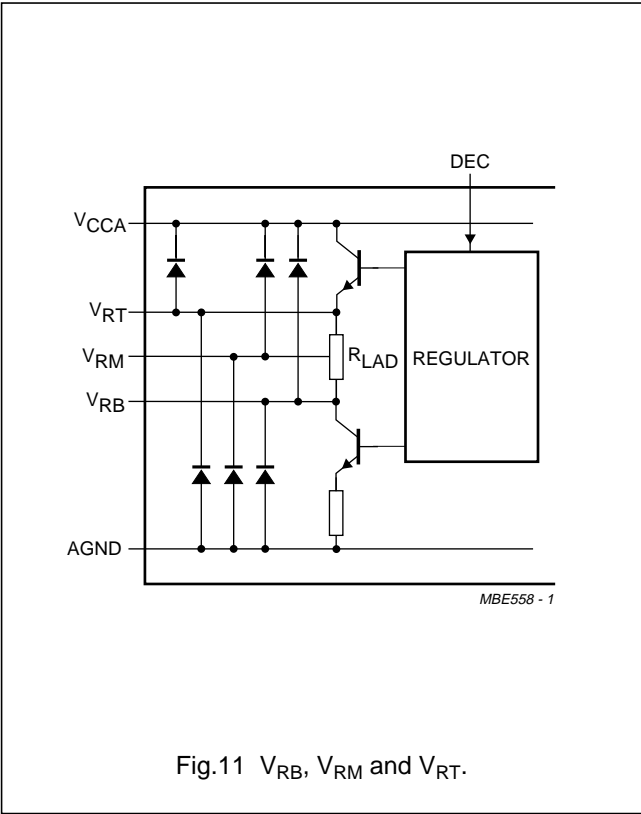 DEC
VCCA
VRT
VRM
RLAD
REGULATOR
VRB
AGND
MBE558 - 1
Fig.11 VRB, VRM and VRT.